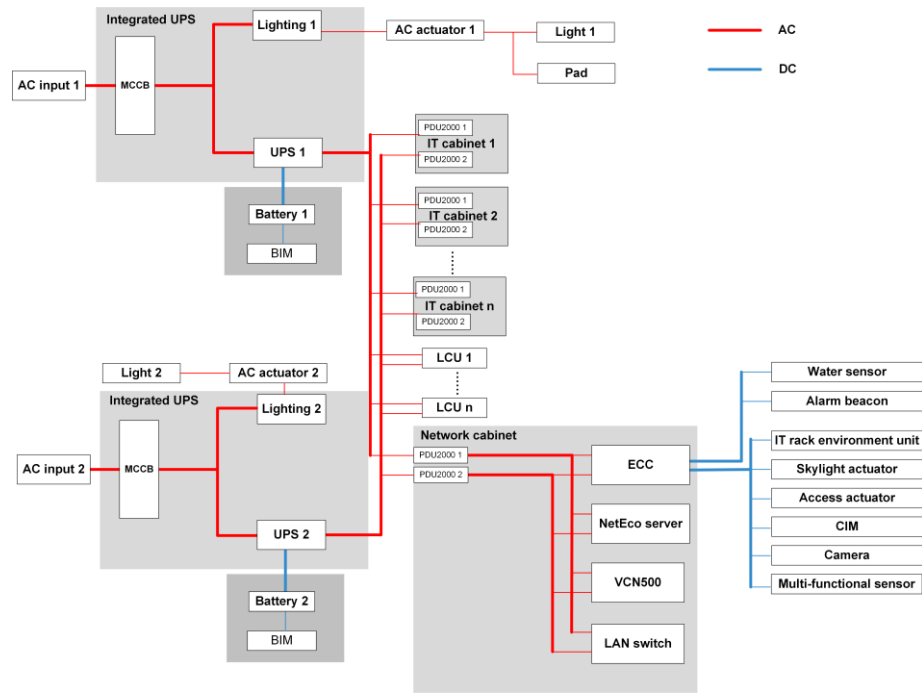 Integrated UPS
Lighting 1
AC actuator 1
Light 1
AC
DC
AC input 1
MCCB
Pad
UPS 1
PDU2000 1
IT cabinet 1
PDU2000 2
Battery 1
BIM
PDU2000 1
IT cabinet 2
PDU2000 2
PDU2000 1
IT cabinet n
PDU2000 2
LCU 1
LCU n
Light 2
AC actuator 2
Integrated UPS
Lighting 2
AC input 2
MCCB
UPS 2
Battery 2
BIM
Network cabinet
PDU2000 1
PDU2000 2
ECC
NetEco server
VCN500
LAN switch
Water sensor
Alarm beacon
IT rack environment unit
Skylight actuator
Access actuator
CIM
Camera
Multi-functional sensor